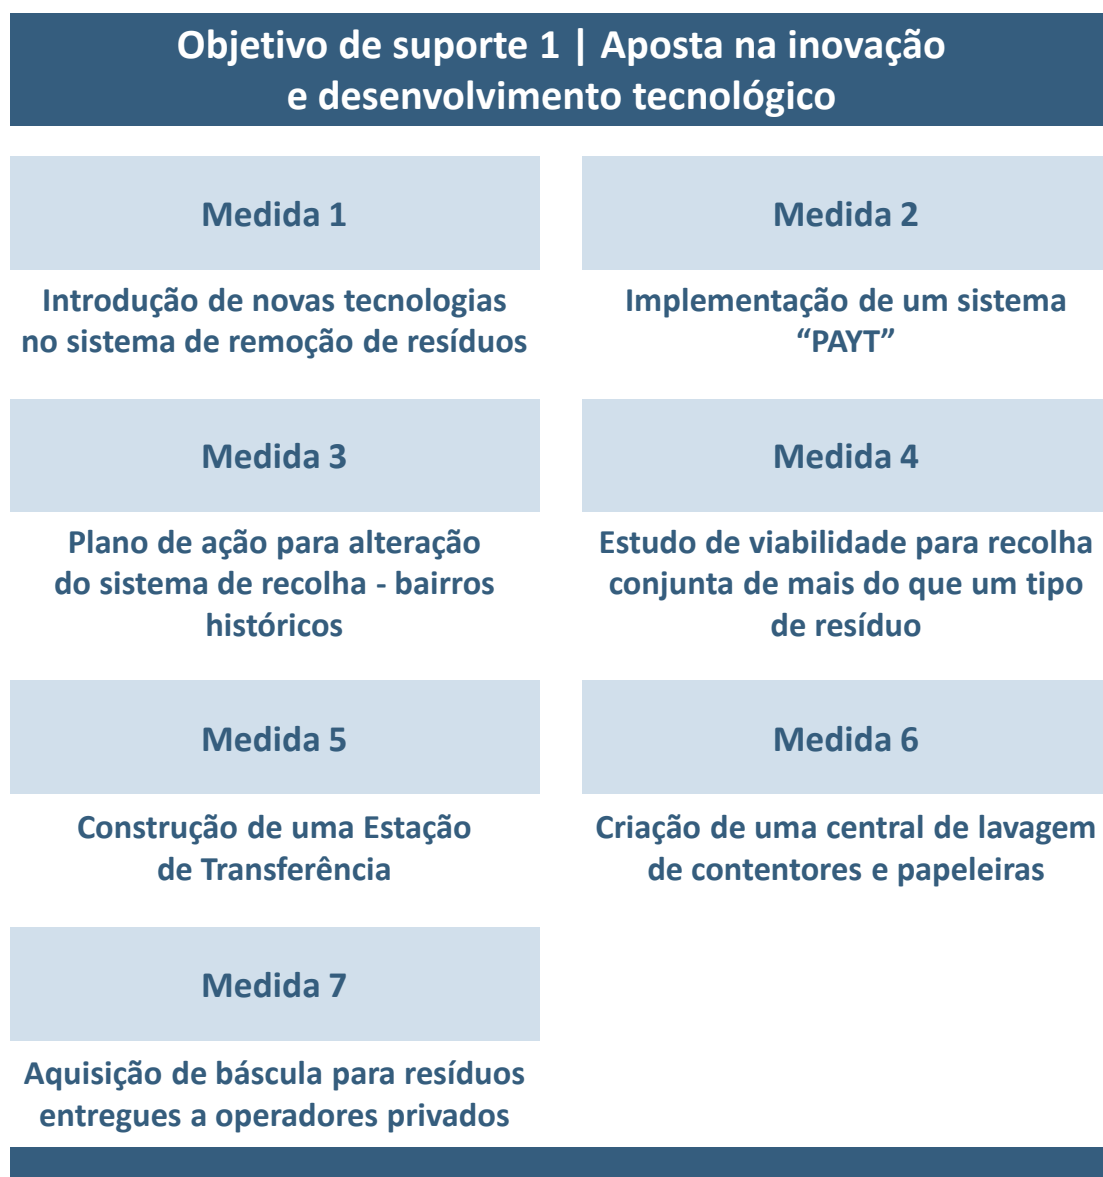 Objetivo de suporte 1 | Aposta na inovação
e desenvolvimento tecnológico
Medida 1
Introdução de novas tecnologias
no sistema de remoção de resíduos
Medida 2
Implementação de um sistema
“PAYT”
Medida 3
Plano de ação para alteração
do sistema de recolha - bairros
históricos
Medida 4
Estudo de viabilidade para recolha
conjunta de mais do que um tipo
de resíduo
Medida 5
Construção de uma Estação
de Transferência
Medida 6
Criação de uma central de lavagem
de contentores e papeleiras
Medida 7
Aquisição de báscula para resíduos
entregues a operadores privados